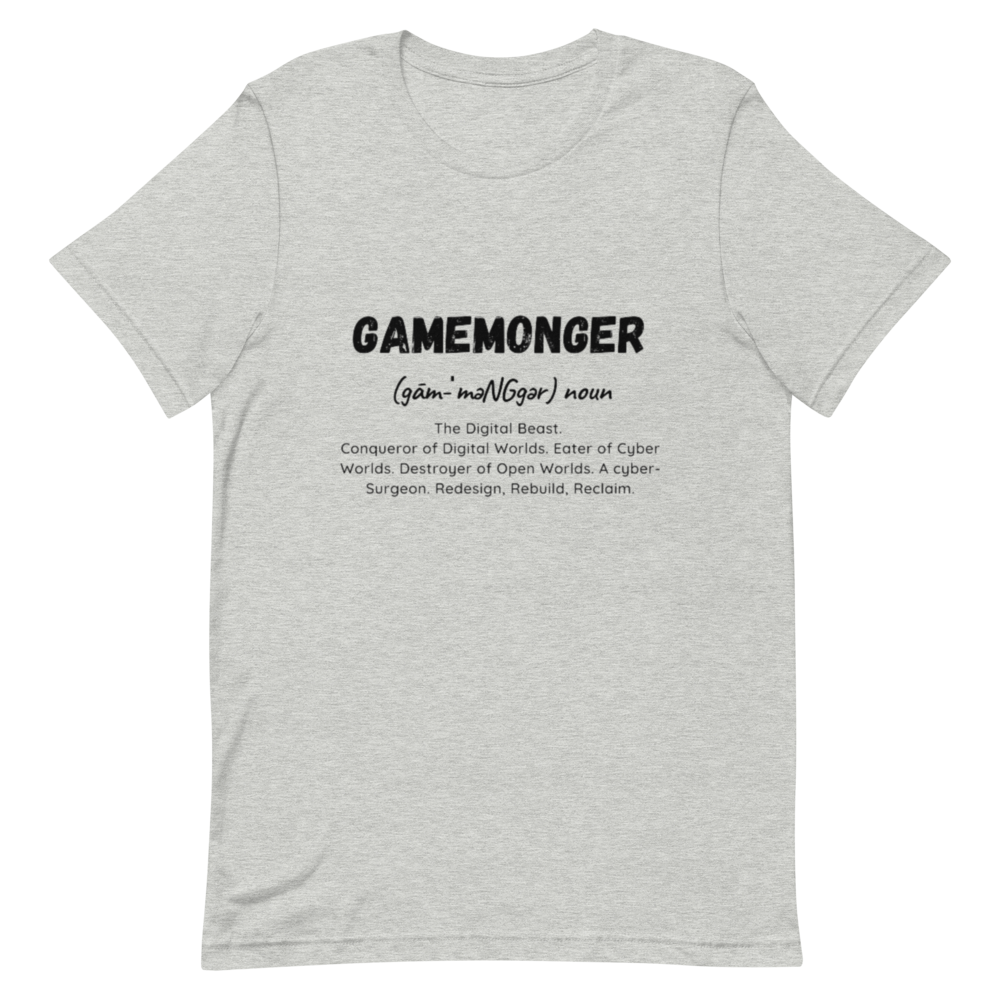 GAMEMONGER
(gām-ˈməNGgər) noun
The Digital Beast.
Conqueror of Digital Worlds. Eater of Cyber
Worlds. Destroyer of Open Worlds. A cyber-
Surgeon. Redesign, Rebuild, Reclaim.